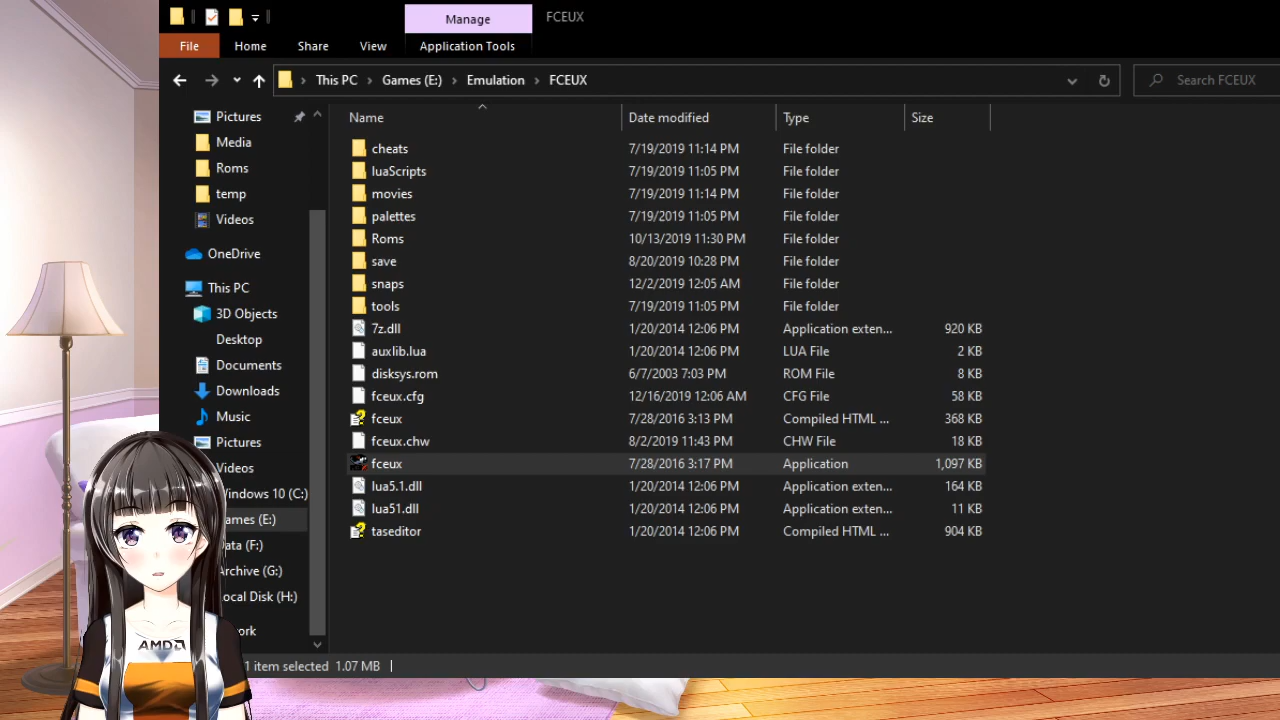 Manage
FCEUX
File
Home
Share
View
Application Tools
This PC
Games (E:)
Emulation
FCEUX
Search FCEUX
Pictures
Media
Roms
temp
Videos
OneDrive
This PC
3D Objects
Desktop
Documents
Downloads
Music
Pictures
Videos
Windows 10 (C:)
Games (E:)
Data (F:)
Archive (G:)
Local Disk (H:)
Name Date modified Type Size
cheats 7/19/2019 11:14 PM File folder
luaScripts 7/19/2019 11:05 PM File folder
movies 7/19/2019 11:14 PM File folder
palettes 7/19/2019 11:05 PM File folder
Roms 10/13/2019 11:30 PM File folder
save 8/20/2019 10:28 PM File folder
snaps 12/2/2019 12:05 AM File folder
tools 7/19/2019 11:05 PM File folder
7z.dll 1/20/2014 12:06 PM Application exten... 920 KB
auxlib.lua 1/20/2014 12:06 PM LUA File 2 KB
disksys.rom 6/7/2003 7:03 PM ROM File 8 KB
fceux.cfg 12/16/2019 12:06 AM CFG File 58 KB
fceux 7/28/2016 3:13 PM Compiled HTML ... 368 KB
fceux.chw 8/2/2019 11:43 PM CHW File 18 KB
fceux 7/28/2016 3:17 PM Application 1,097 KB
lua5.1.dll 1/20/2014 12:06 PM Application exten... 164 KB
lua51.dll 1/20/2014 12:06 PM Application exten... 11 KB
taseditor 1/20/2014 12:06 PM Compiled HTML ... 904 KB
1 item selected 1.07 MB
AMD